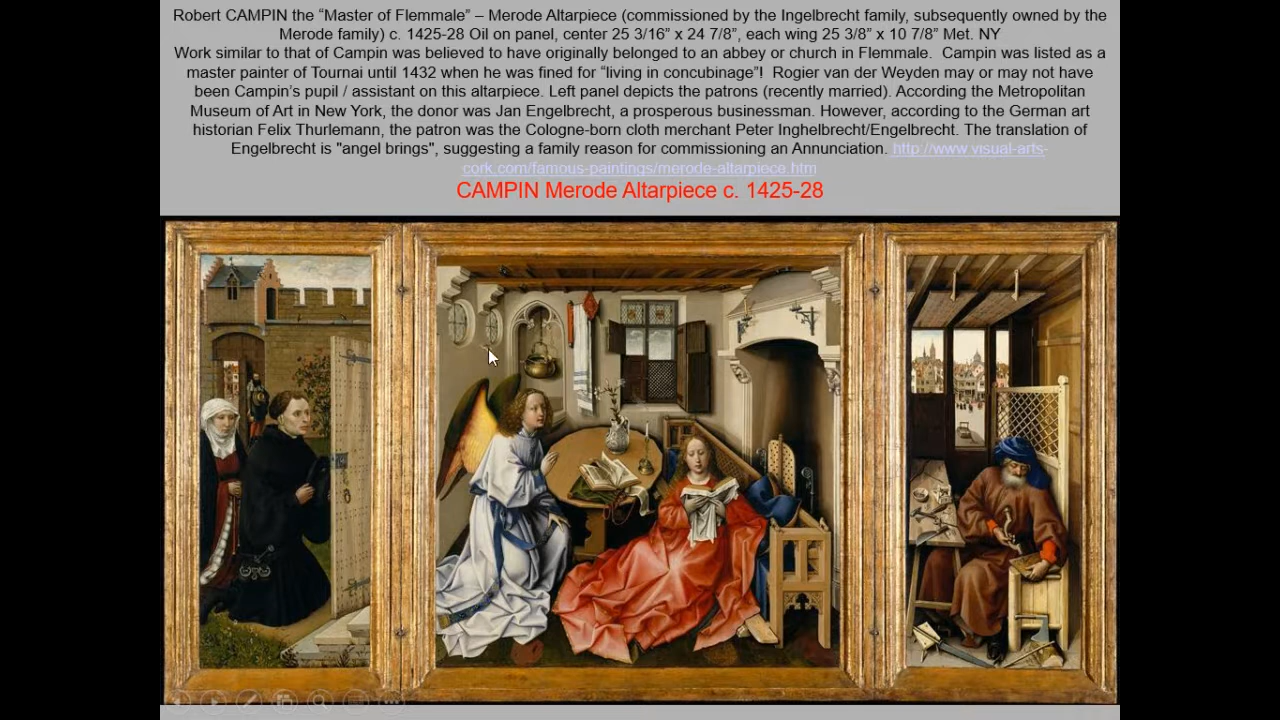 Robert CAMPIN the “Master of Flemmale” – Merode Altarpiece (commissioned by the Ingelbrecht family, subsequently owned by the
Merode family) c. 1425-28 Oil on panel, center 25 3/16” x 24 7/8”, each wing 25 3/8” x 10 7/8” Met. NY
Work similar to that of Campin was believed to have originally belonged to an abbey or church in Flemmale.  Campin was listed as a
master painter of Tournai until 1432 when he was fined for “living in concubinage”!  Rogier van der Weyden may or may not have
been Campin’s pupil / assistant on this altarpiece. Left panel depicts the patrons (recently married). According the Metropolitan
Museum of Art in New York, the donor was Jan Engelbrecht, a prosperous businessman. However, according to the German art
historian Felix Thurlemann, the patron was the Cologne-born cloth merchant Peter Inghelbrecht/Engelbrecht. The translation of
Engelbrecht is "angel brings", suggesting a family reason for commissioning an Annunciation. http://www.visual-arts-
cork.com/famous-paintings/merode-altarpiece.htm
CAMPIN Merode Altarpiece c. 1425-28